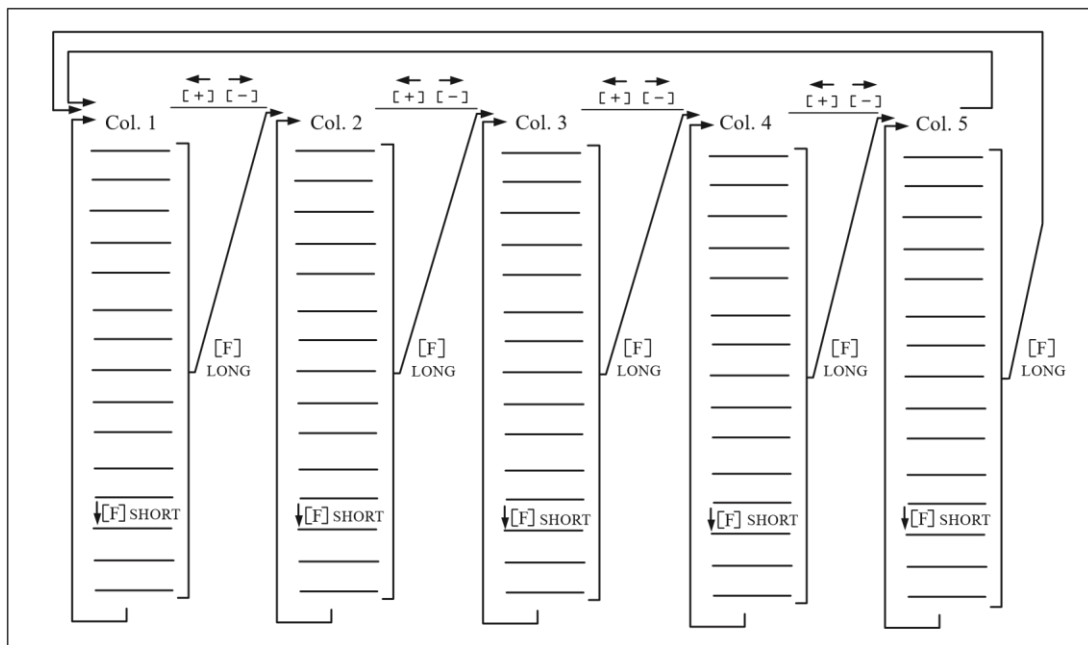 [+] [−] [+] [−] [+] [−] [+] [−]
Col. 1 Col. 2 Col. 3 Col. 4 Col. 5
[F] [F] [F] [F] [F]
LONG LONG LONG LONG LONG
[F] SHORT [F] SHORT [F] SHORT [F] SHORT [F] SHORT